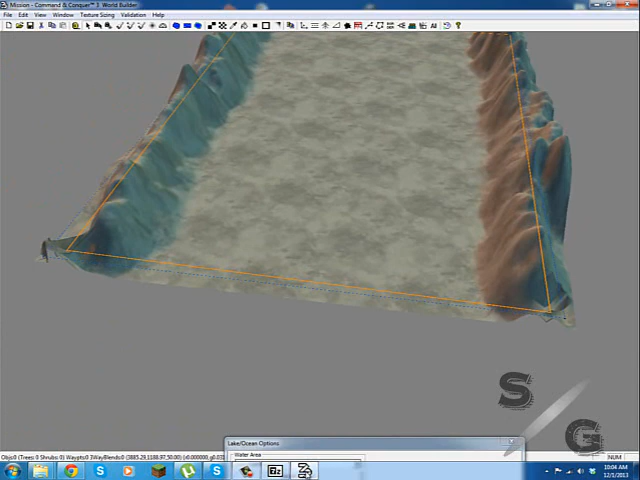 Mission - Command & Conquer™ 3: World Builder
File Edit Window Texture Sizing Validation Help
Lake/Ocean Options
Water Area
NUM
10:04 AM
12/1/2013
S
G